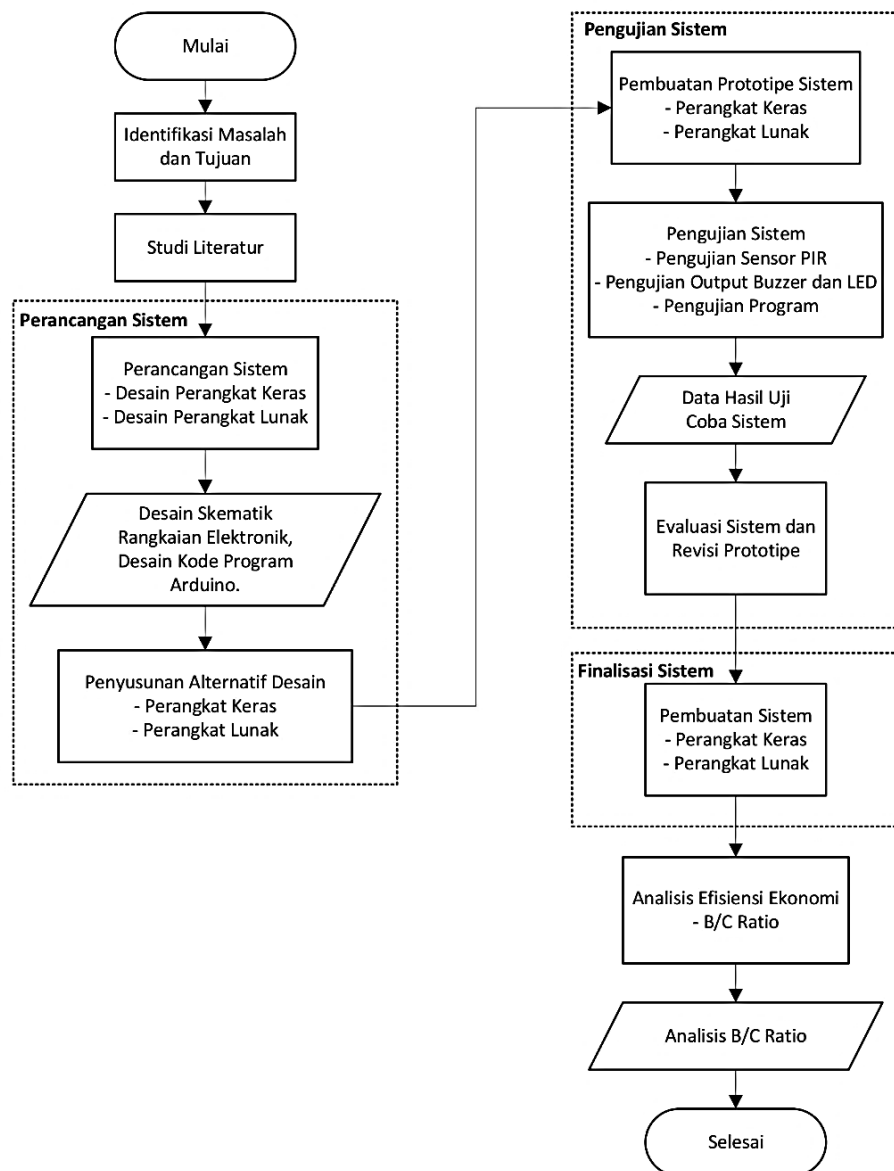 Mulai
Identifikasi Masalah
dan Tujuan
Studi Literatur
Perancangan Sistem
Perancangan Sistem
- Desain Perangkat Keras
- Desain Perangkat Lunak
Desain Skematik
Rangkaian Elektronik,
Desain Kode Program
Arduino.
Penyusunan Alternatif Desain
- Perangkat Keras
- Perangkat Lunak
Pengujian Sistem
Pembuatan Prototipe Sistem
- Perangkat Keras
- Perangkat Lunak
Pengujian Sistem
- Pengujian Sensor PIR
- Pengujian Output Buzzer dan LED
- Pengujian Program
Data Hasil Uji
Coba Sistem
Evaluasi Sistem dan
Revisi Prototipe
Finalisasi Sistem
Pembuatan Sistem
- Perangkat Keras
- Perangkat Lunak
Analisis Efisiensi Ekonomi
- B/C Ratio
Analisis B/C Ratio
Selesai